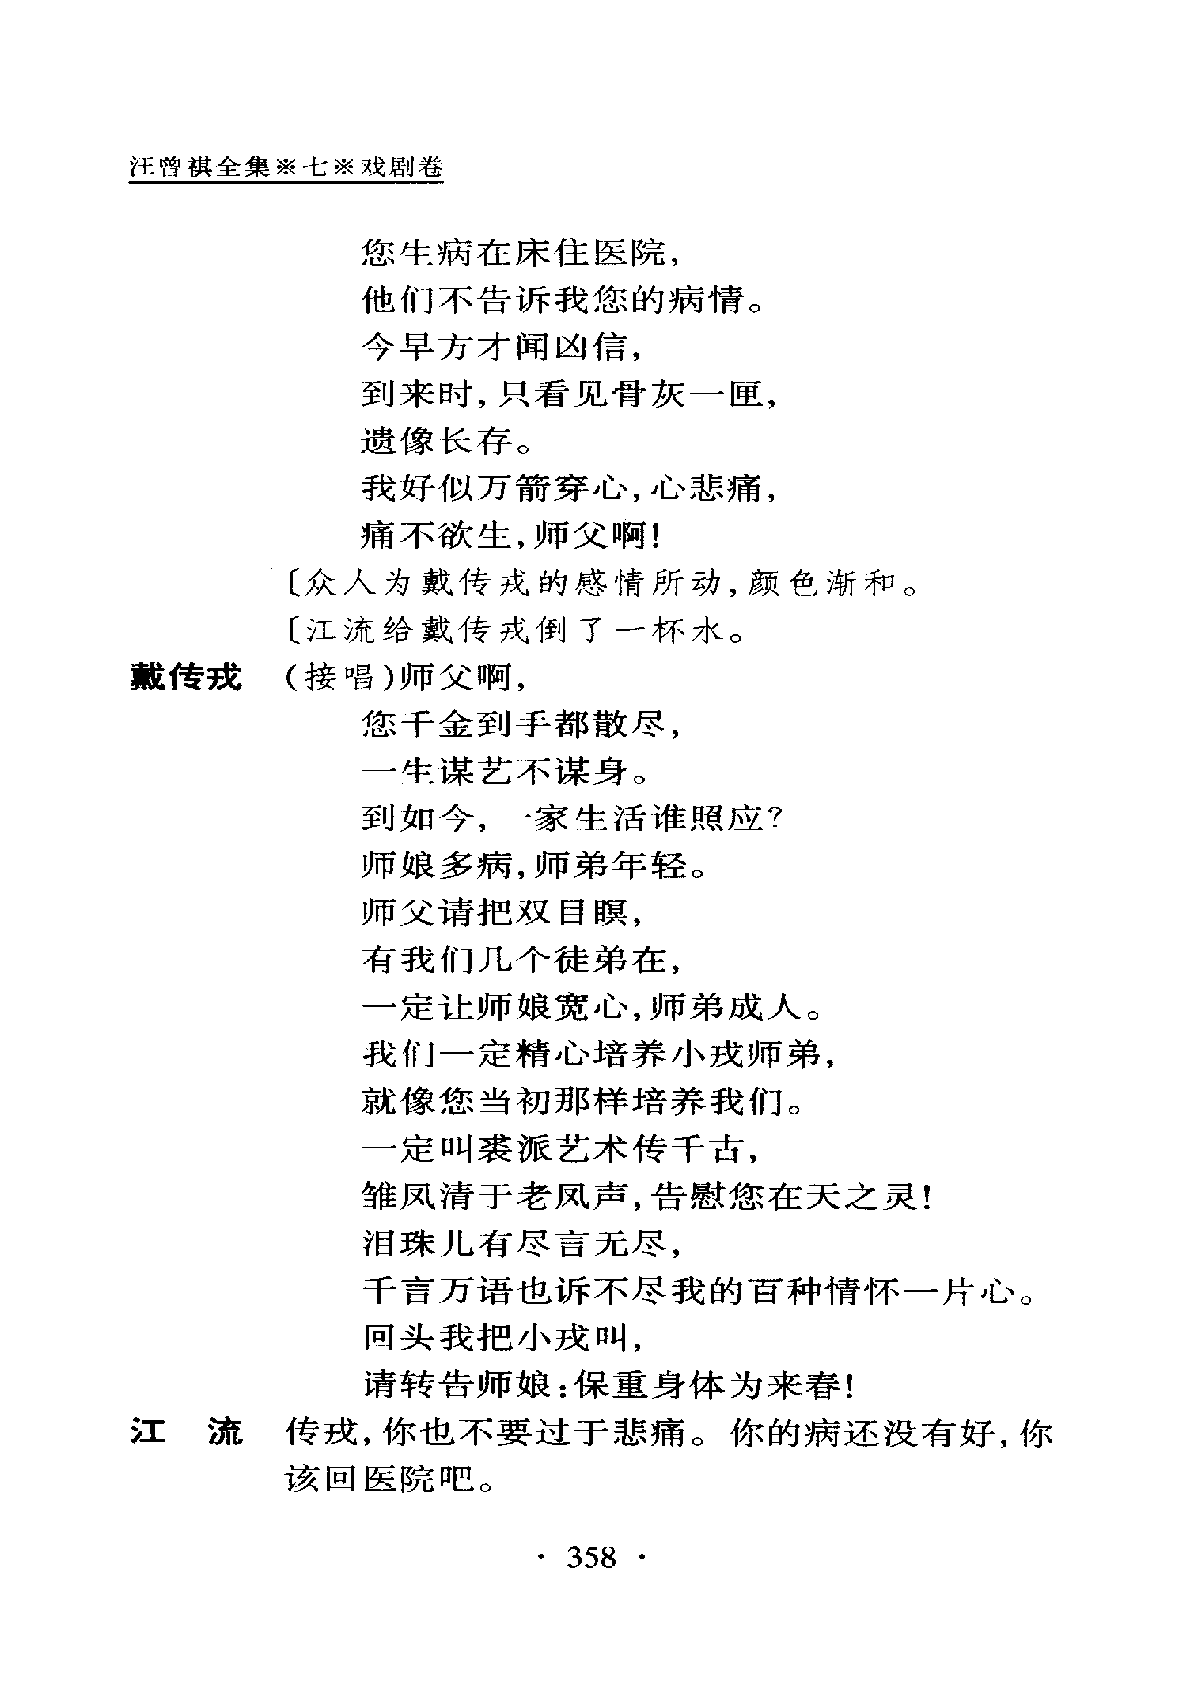 汪曾祺全集※七※戏剧卷
您生病在床住医院,
他们不告诉我您的病情。
今早方才闻凶信,
到来时,只看见骨灰一匣,
遗像长存。
我好似万箭穿心,心悲痛,
痛不欲生,师父啊!
〔众人为戴传戎的感情所动,颜色渐和。
〔江流给戴传戎倒了一杯水。
戴传戎 (接唱)师父啊,
您千金到手都散尽,
一生谋艺不谋身。
到如今,一家生活谁照应?
师娘多病,师弟年轻。
师父请把双目瞑,
有我们几个徒弟在,
一定让师娘宽心,师弟成人。
我们一定精心培养小戎师弟,
就像您当初那样培养我们。
一定叫裘派艺术传千古,
雏凤清于老凤声,告慰您在天之灵!
泪珠儿有尽言无尽,
千言万语也诉不尽我的百种情怀一片心。
回头我把小戎叫,
请转告师娘:保重身体为来春!
江 流 传戎,你也不要过于悲痛。你的病还没有好,你
该回医院吧。
· 358 ·